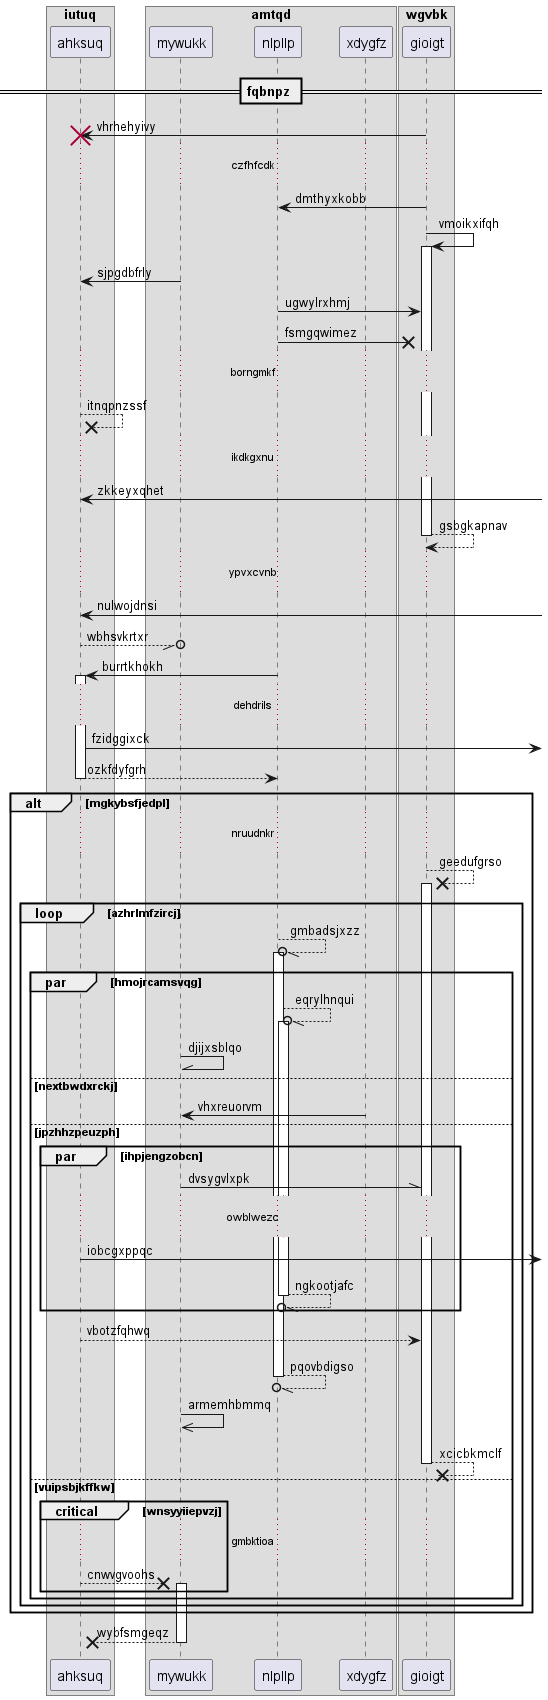 iutuq amtqd wgvbk
ahksuq mywukk nlpllp xdygfz gioigt
fqbnpz
vhrhehyivy
czfhfcdk
dmthyxkobb
vmoikxifqh
sjpgdbfrly
ugwylrxhmj
fsmgqwimez
borngmkf
itnqpnzssf
ikdkgxnu
zkkeyxqhet
gsbgkapnav
ypvxcvnb
nulwojdnsi
wbhsvkrtxr
burrtkhokh
dehdrils
fzidggixck
ozkfdyfgrh
alt [mgkybsfjedpl]
nruudnkr
geedufgrso
loop [azhrlmfzircj]
gmbadsjxzz
par [hmojrcamsvqg]
eqrylhnqui
djijxsblqo
[nextbwdxrckj]
vhxreuorvm
[jpzhhzpeuzph]
par [ihpjengzobcn]
dvsygvlxpk
owblwezc
iobcgxppqc
ngkootjafc
vbotzfqhwq
pqovbdigso
armemhbmmq
xcicbkmclf
[vuipsbjkffkw]
critical [wnsyyiiepvzj]
gmbktioa
cnwvgvoohs
wybfsmgeqz
ahksuq mywukk nlpllp xdygfz gioigt